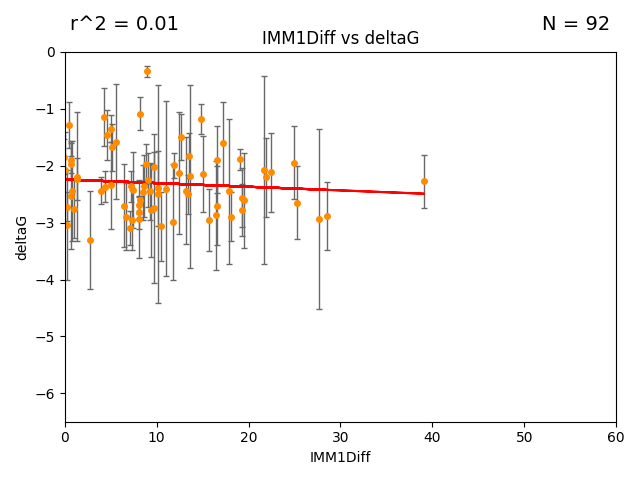 r^2 = 0.01
N = 92
IMM1Diff vs deltaG
0
−1
−2
−3
−4
−5
−6
deltaG
0 10 20 30 40 50 60
IMM1Diff